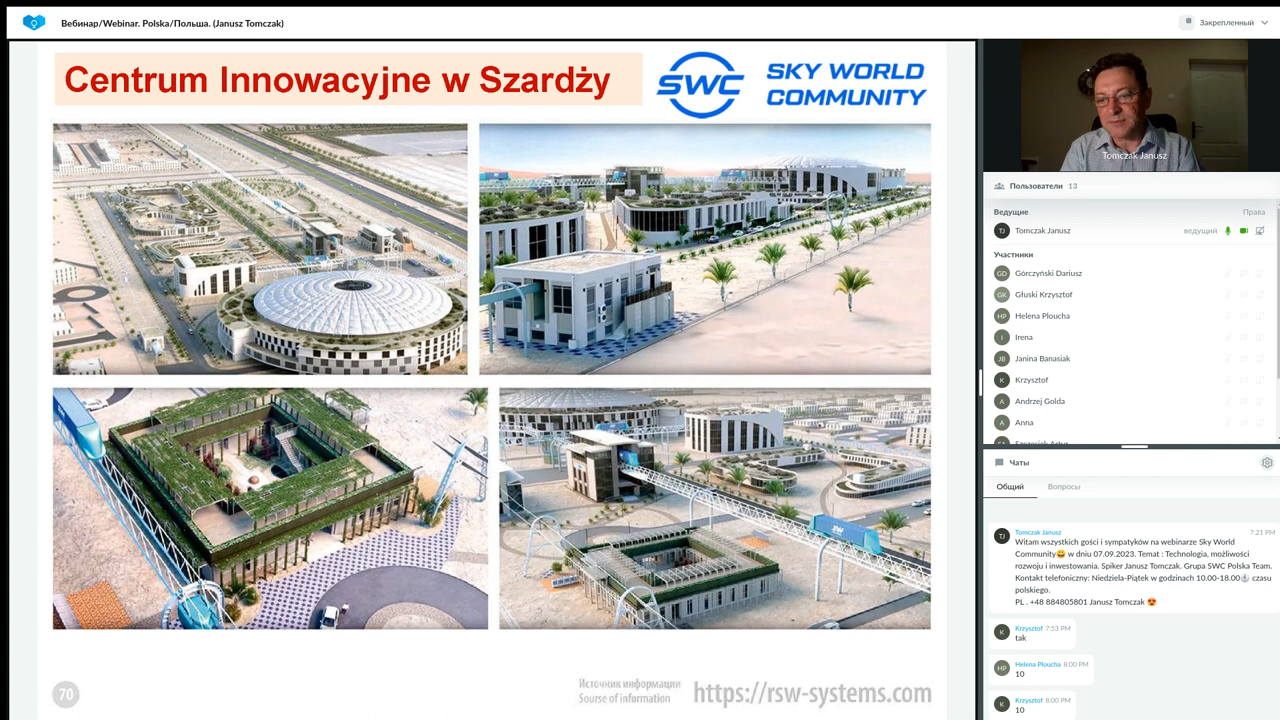 Вебинар/Webinar. Polska/Польша. (Janusz Tomczak)
Закрепленный
Centrum Innowacyjne w Szardży
SWC
SKY WORLD
COMMUNITY
70
Источник информации
Sourse of information
https://rsw-systems.com
Tomczak Janusz
Пользователи 13
Ведущие Права
TJ Tomczak Janusz ведущий
Участники
GD Górczyński Dariusz
GK Głuski Krzysztof
HP Helena Ploucha
I Irena
JB Janina Banasiak
K Krzysztof
A Andrzej Golda
A Anna
Szczesiak Artur
Чаты
Общий Вопросы
TJ Tomczak Janusz 7:21 PM
Witam wszystkich gości i sympatyków na webinarze Sky World
Community😀 w dniu 07.09.2023. Temat : Technologia, możliwości
rozwoju i inwestowania. Spiker Janusz Tomczak. Grupa SWC Polska Team.
Kontakt telefoniczny: Niedziela-Piątek w godzinach 10.00-18.00 czasu
polskiego.
PL . +48 884805801 Janusz Tomczak 😍
K Krzysztof 7:53 PM
tak
HP Helena Ploucha 8:00 PM
10
K Krzysztof 8:00 PM
10